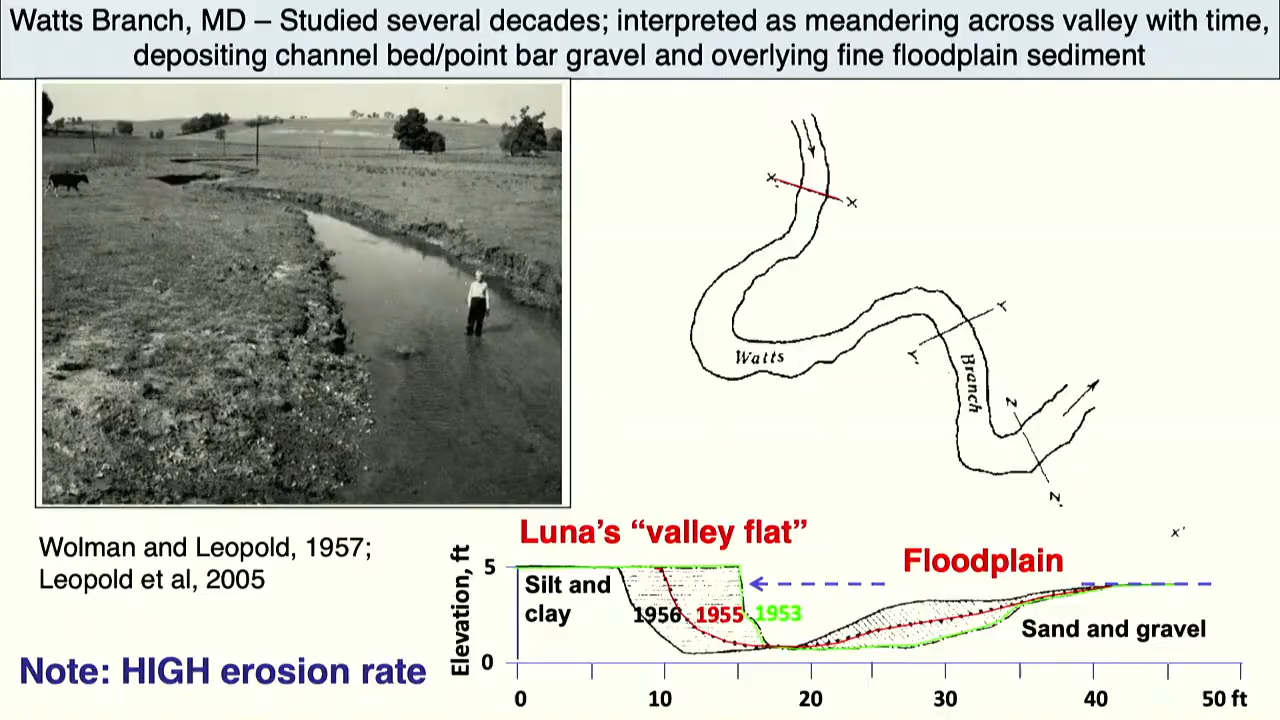 Watts Branch, MD – Studied several decades; interpreted as meandering across valley with time,
depositing channel bed/point bar gravel and overlying fine floodplain sediment
X'
X
Y
Y'
Watts
Branch
Z
Z'
Wolman and Leopold, 1957;
Leopold et al, 2005
Note: HIGH erosion rate
Luna's “valley flat”
Floodplain
x'
Elevation, ft
5
0
Silt and
clay
1956 1955 1953
Sand and gravel
0 10 20 30 40 50 ft